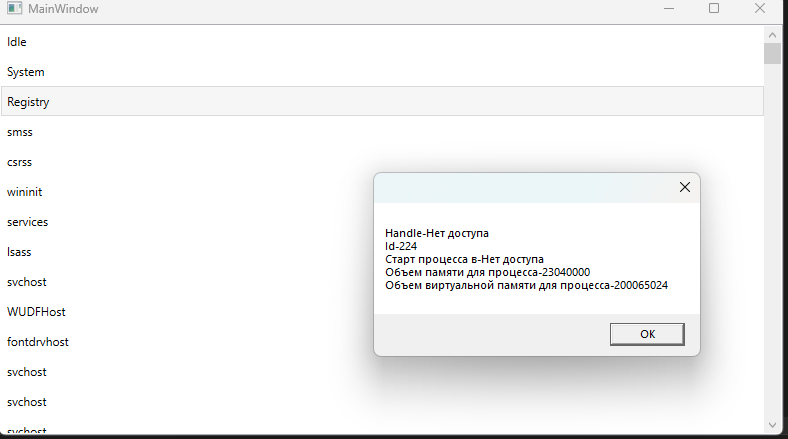 MainWindow
Idle
System
Registry
smss
csrss
wininit
services
lsass
svchost
WUDFHost
fontdrvhost
svchost
svchost
svchost
Handle-Нет доступа
Id-224
Старт процесса в-Нет доступа
Объем памяти для процесса-23040000
Объем виртуальной памяти для процесса-200065024
OK